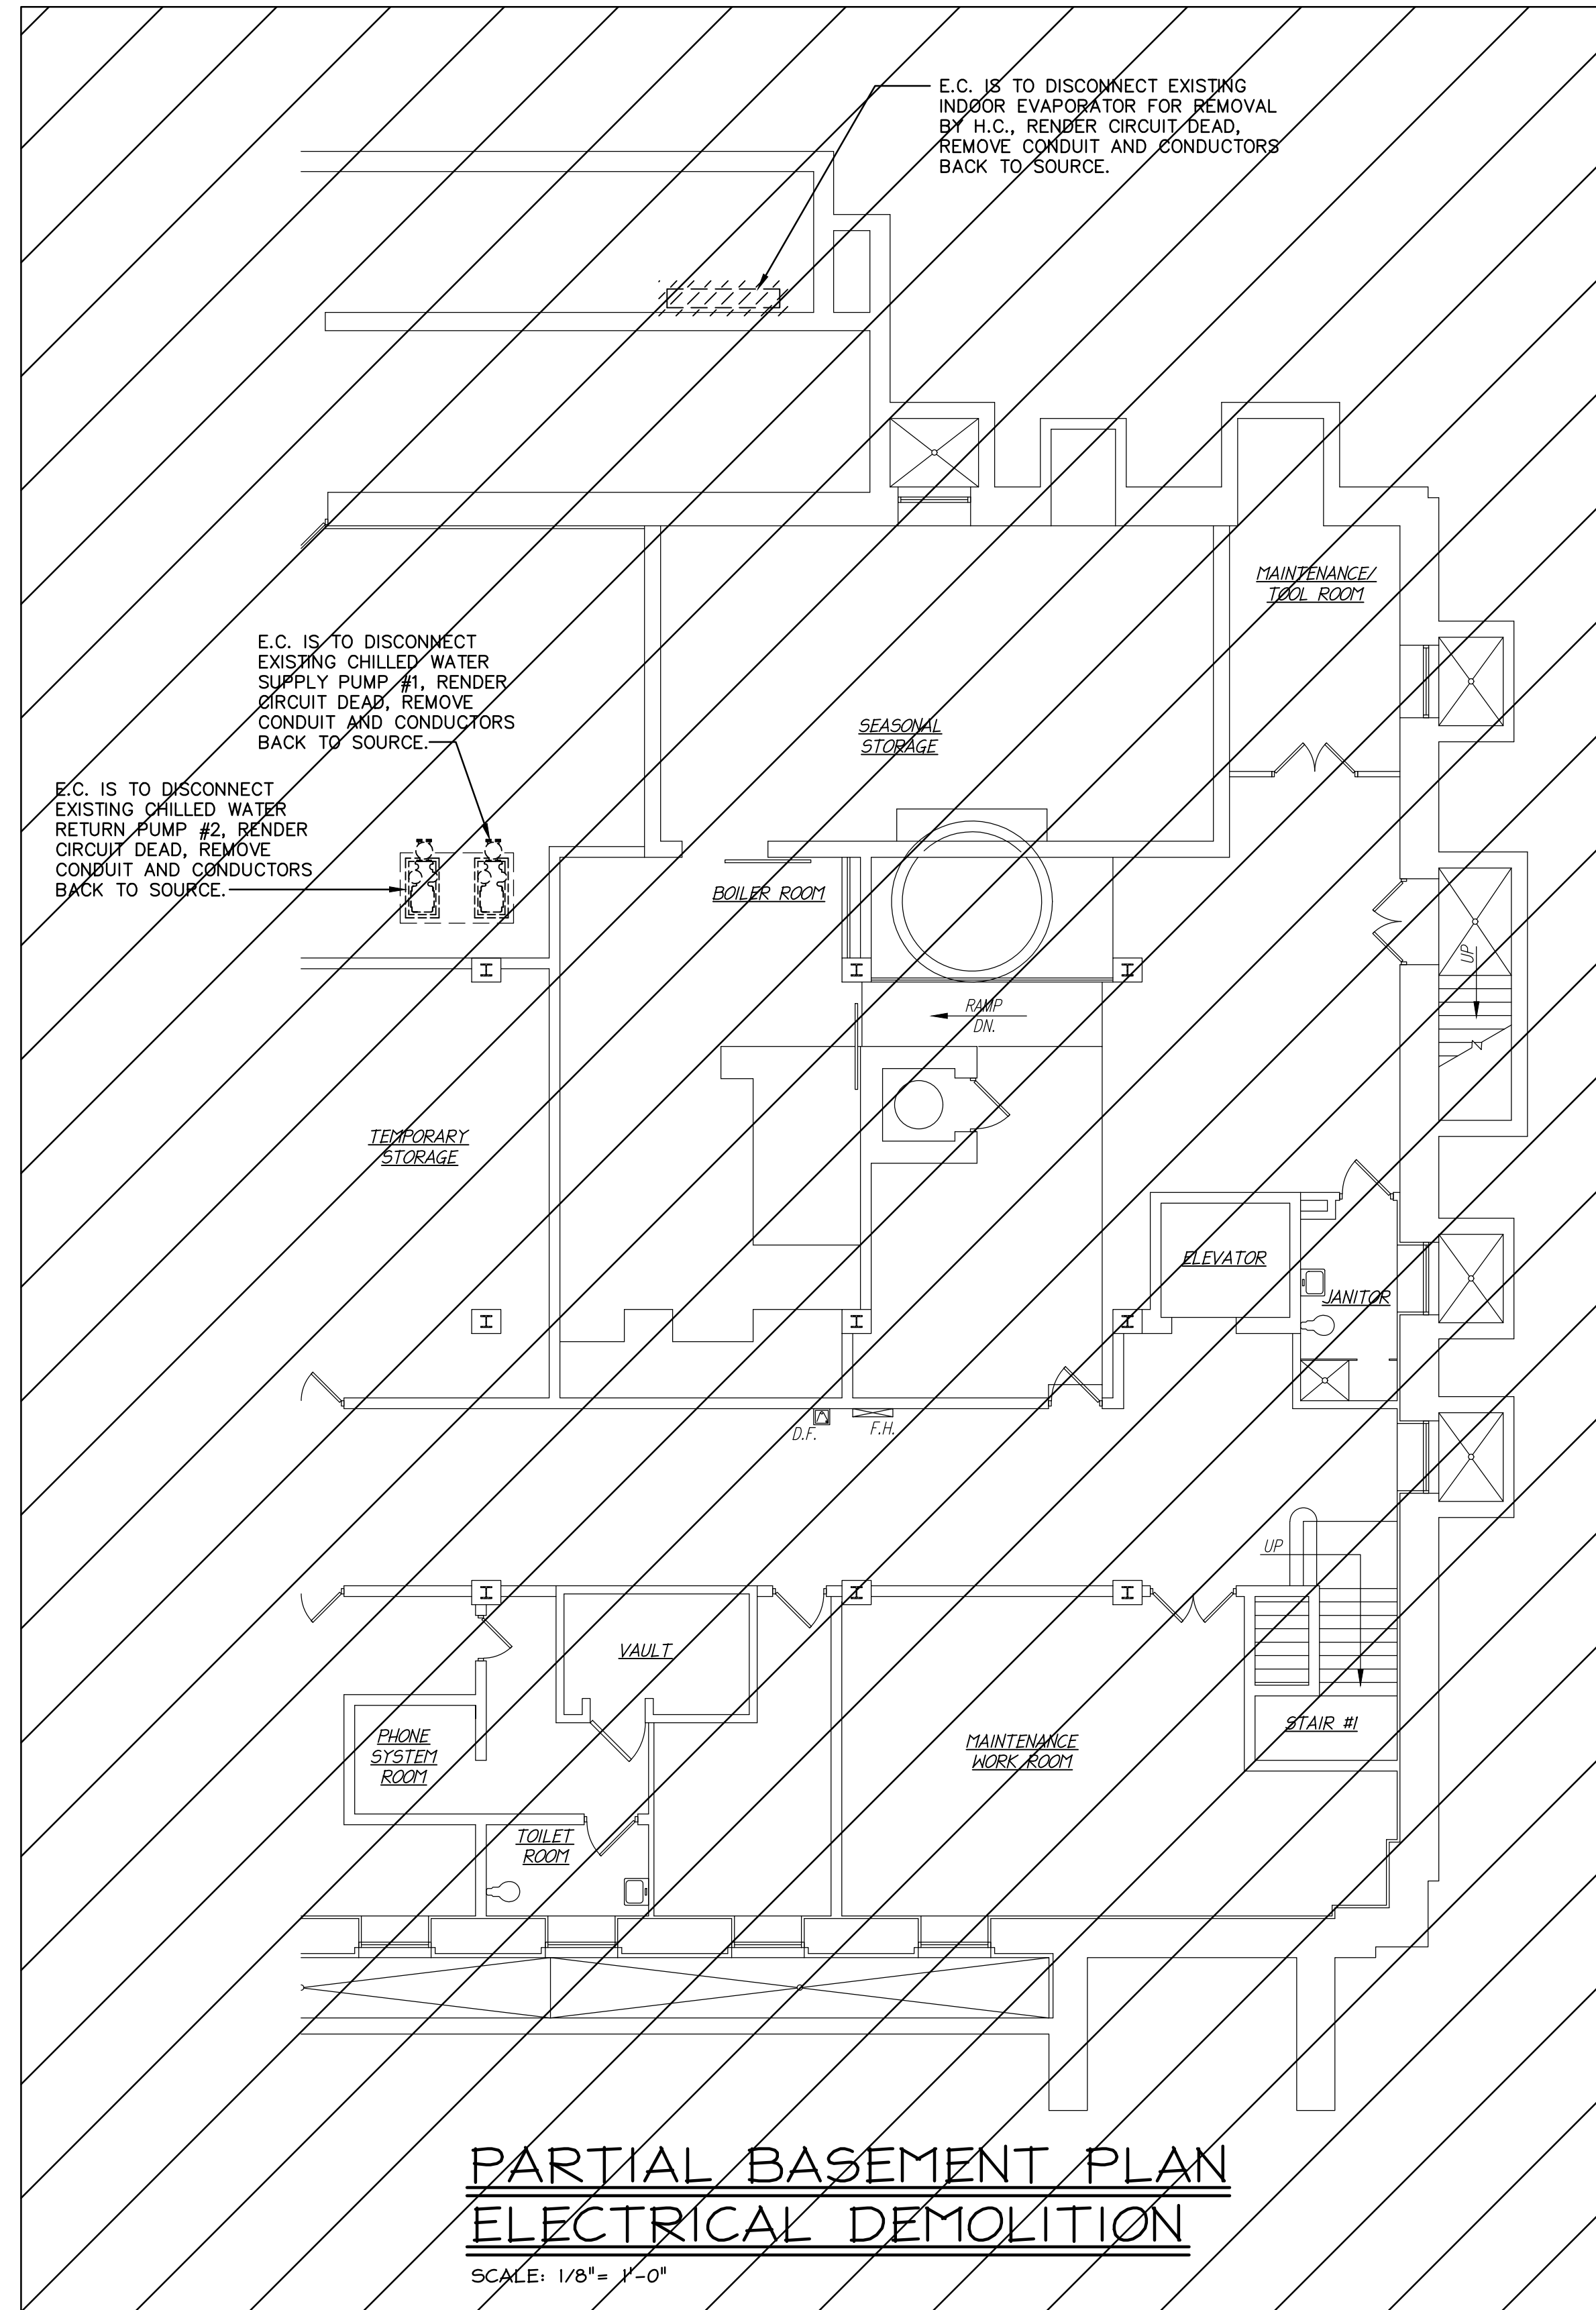 E.C. IS TO DISCONNECT EXISTING
INDOOR EVAPORATOR FOR REMOVAL
BY H.C., RENDER CIRCUIT DEAD,
REMOVE CONDUIT AND CONDUCTORS
BACK TO SOURCE.
MAINTENANCE/
TOOL ROOM
E.C. IS TO DISCONNECT
EXISTING CHILLED WATER
SUPPLY PUMP #1, RENDER
CIRCUIT DEAD, REMOVE
CONDUIT AND CONDUCTORS
BACK TO SOURCE.
SEASONAL
STORAGE
E.C. IS TO DISCONNECT
EXISTING CHILLED WATER
RETURN PUMP #2, RENDER
CIRCUIT DEAD, REMOVE
CONDUIT AND CONDUCTORS
BACK TO SOURCE.
BOILER ROOM
UP
RAMP
DN.
TEMPORARY
STORAGE
ELEVATOR
JANITOR
D.F.
F.H.
UP
VAULT
PHONE
SYSTEM
ROOM
MAINTENANCE
WORK ROOM
STAIR #1
TOILET
ROOM
PARTIAL BASEMENT PLAN
ELECTRICAL DEMOLITION
SCALE: 1/8"= 1'-0"